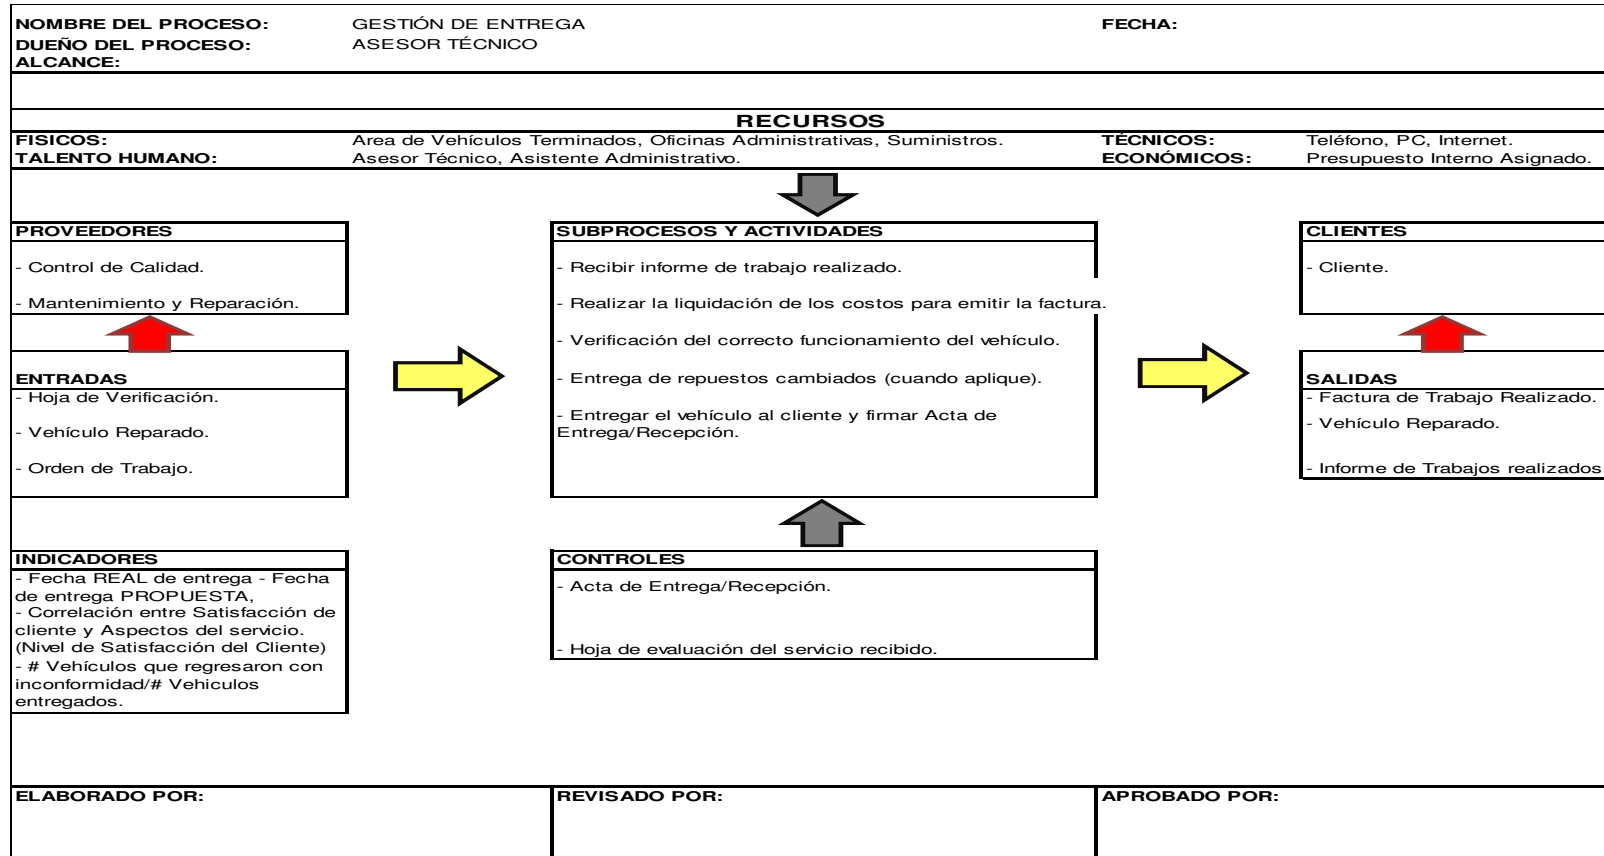 NOMBRE DEL PROCESO: GESTIÓN DE ENTREGA FECHA:
DUEÑO DEL PROCESO: ASESOR TÉCNICO
ALCANCE:
RECURSOS
FISICOS: Area de Vehículos Terminados, Oficinas Administrativas, Suministros. TÉCNICOS: Teléfono, PC, Internet.
TALENTO HUMANO: Asesor Técnico, Asistente Administrativo. ECONÓMICOS: Presupuesto Interno Asignado.
PROVEEDORES
- Control de Calidad.
- Mantenimiento y Reparación.
ENTRADAS
- Hoja de Verificación.
- Vehículo Reparado.
- Orden de Trabajo.
SUBPROCESOS Y ACTIVIDADES
- Recibir informe de trabajo realizado.
- Realizar la liquidación de los costos para emitir la factura.
- Verificación del correcto funcionamiento del vehículo.
- Entrega de repuestos cambiados (cuando aplique).
- Entregar el vehículo al cliente y firmar Acta de
Entrega/Recepción.
CLIENTES
- Cliente.
SALIDAS
- Factura de Trabajo Realizado.
- Vehículo Reparado.
- Informe de Trabajos realizados
INDICADORES
- Fecha REAL de entrega - Fecha
de entrega PROPUESTA,
- Correlación entre Satisfacción de
cliente y Aspectos del servicio.
(Nivel de Satisfacción del Cliente)
- # Vehículos que regresaron con
inconformidad/# Vehiculos
entregados.
CONTROLES
- Acta de Entrega/Recepción.
- Hoja de evaluación del servicio recibido.
ELABORADO POR: REVISADO POR: APROBADO POR: